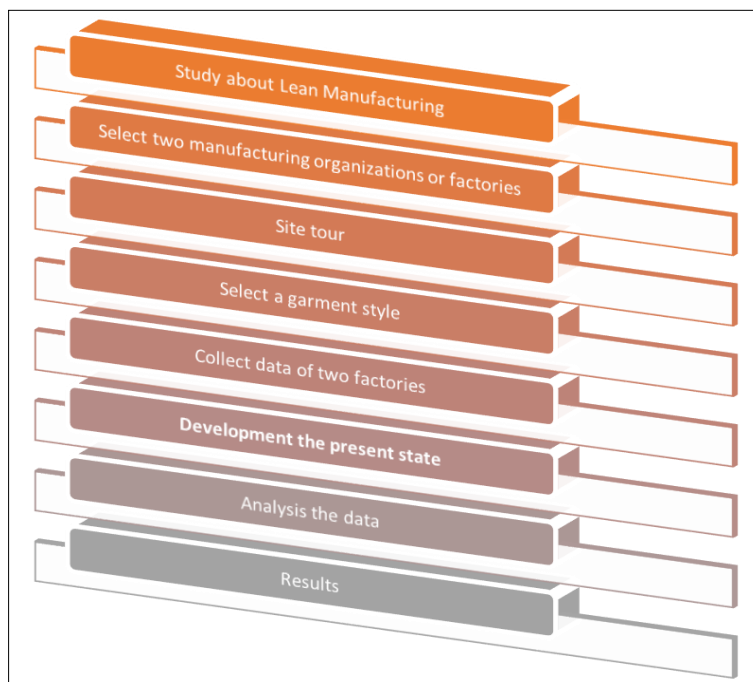 Study about Lean Manufacturing
Select two manufacturing organizations or factories
Site tour
Select a garment style
Collect data of two factories
Development the present state
Analysis the data
Results